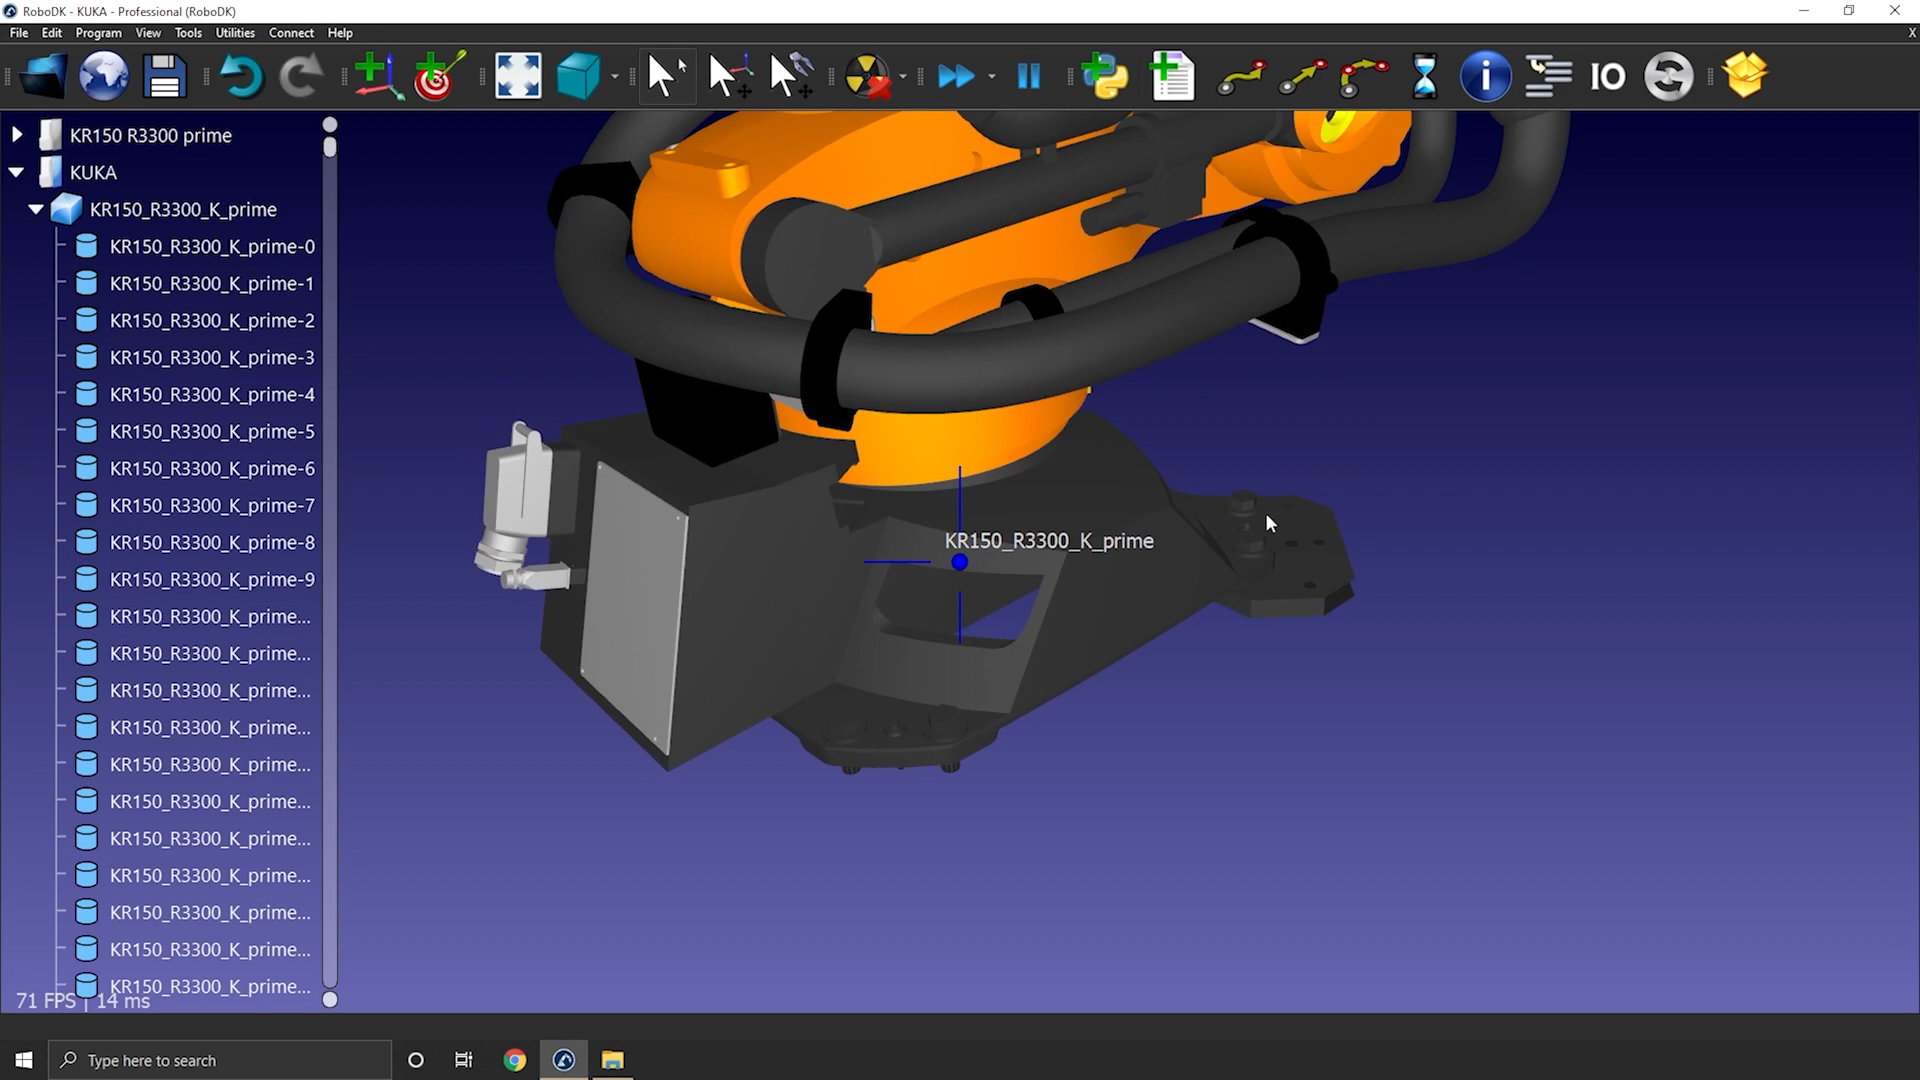 RoboDK - KUKA - Professional (RoboDK)
File Edit Program View Tools Utilities Connect Help X
IO
KR150 R3300 prime
KUKA
KR150_R3300_K_prime
KR150_R3300_K_prime-0
KR150_R3300_K_prime-1
KR150_R3300_K_prime-2
KR150_R3300_K_prime-3
KR150_R3300_K_prime-4
KR150_R3300_K_prime-5
KR150_R3300_K_prime-6
KR150_R3300_K_prime-7
KR150_R3300_K_prime-8
KR150_R3300_K_prime
KR150_R3300_K_prime-9
KR150_R3300_K_prime...
KR150_R3300_K_prime...
KR150_R3300_K_prime...
KR150_R3300_K_prime...
KR150_R3300_K_prime...
KR150_R3300_K_prime...
KR150_R3300_K_prime...
KR150_R3300_K_prime...
KR150_R3300_K_prime...
KR150_R3300_K_prime...
KR150_R3300_K_prime...
71 FPS | 14 ms
Type here to search